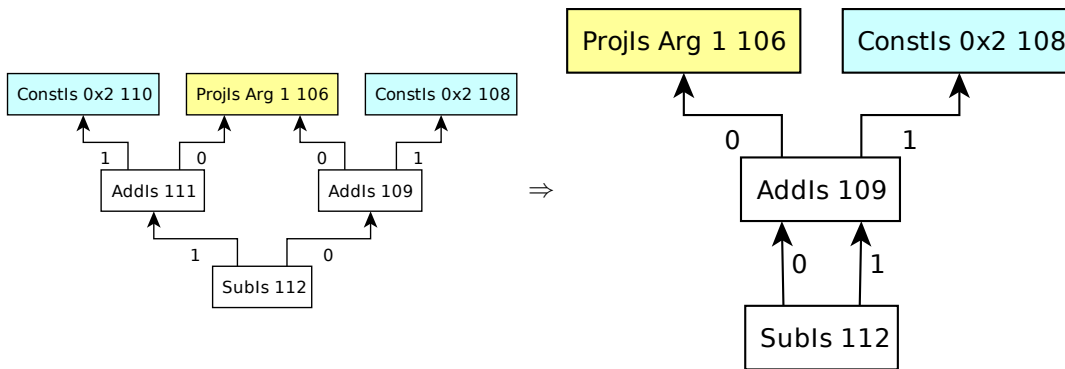 ConstIs 0x2 110
ProjIs Arg 1 106
ConstIs 0x2 108
1
0
0
1
AddIs 111
AddIs 109
1
0
SubIs 112
⇒
ProjIs Arg 1 106
ConstIs 0x2 108
0
1
AddIs 109
0
1
SubIs 112